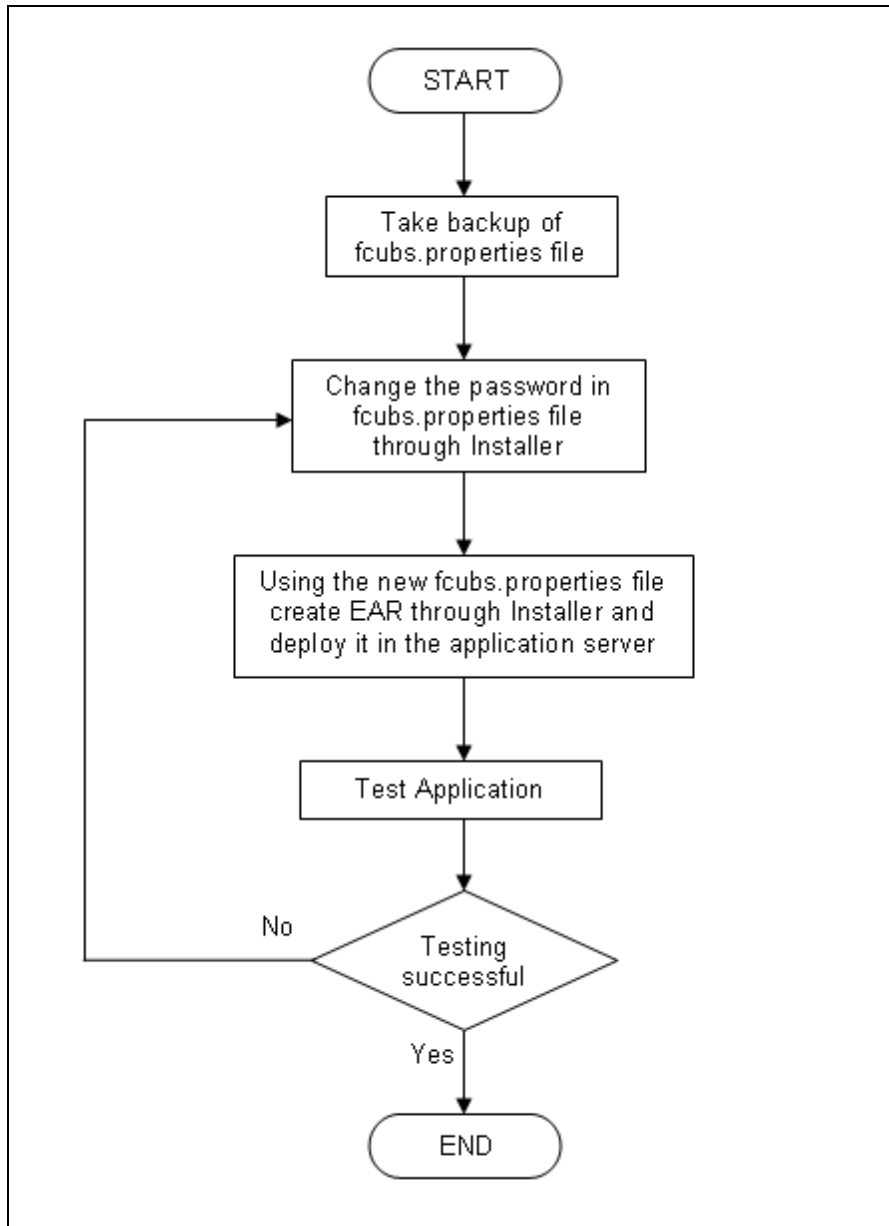 START
Take backup of
fcubs.properties file
Change the password in
fcubs.properties file
through Installer
Using the new fcubs.properties file
create EAR through Installer and
deploy it in the application server
Test Application
No
Testing
successful
Yes
END